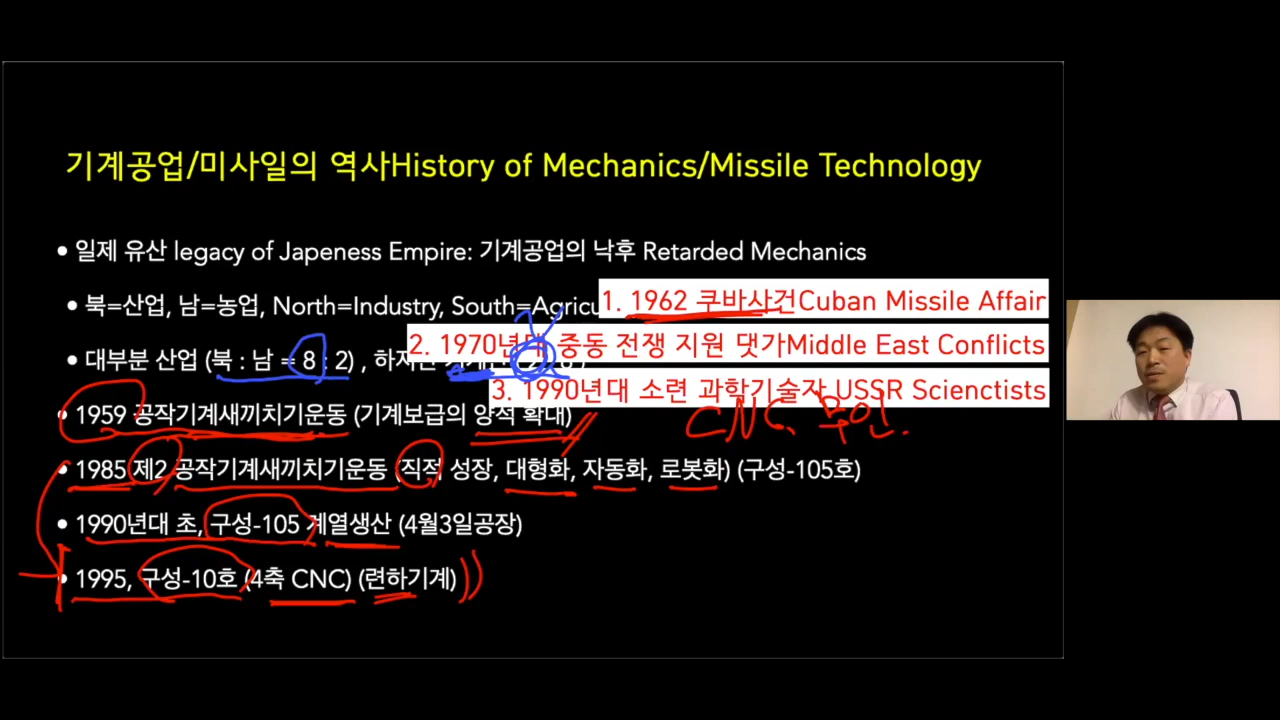 기계공업/미사일의 역사History of Mechanics/Missile Technology
• 일제 유산 legacy of Japeness Empire: 기계공업의 낙후 Retarded Mechanics
• 북=산업, 남=농업, North=Industry, South=Agricu
1. 1962 쿠바사건Cuban Missile Affair
2. 1970년대 중동 전쟁 지원 댓가Middle East Conflicts
• 대부분 산업 (북 : 남 = 8 : 2) , 하지만
3. 1990년대 소련 과학기술자 USSR Scienctists
• 1959 공작기계새끼치기운동 (기계보급의 양적 확대)
CNC 무인.
• 1985 제2 공작기계새끼치기운동 (직적 성장, 대형화, 자동화, 로봇화) (구성-105호)
• 1990년대 초, 구성-105 계열생산 (4월3일공장)
• 1995, 구성-10호 (4축 CNC) (련하기계)